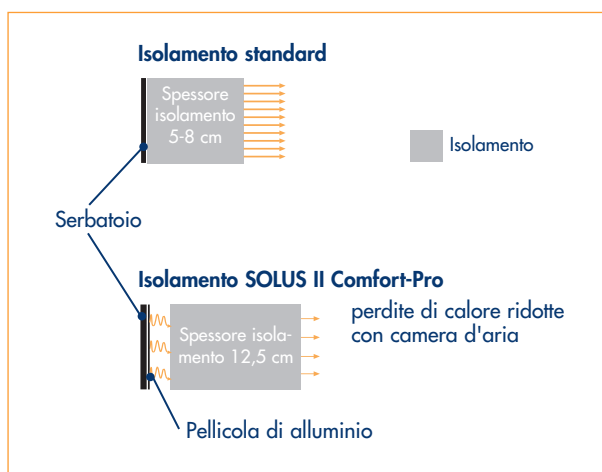 Isolamento standard
Spessore
isolamento
5-8 cm
Isolamento
Serbatoio
Isolamento SOLUS II Comfort-Pro
perdite di calore ridotte
con camera d'aria
Spessore isola-
mento 12,5 cm
Pellicola di alluminio